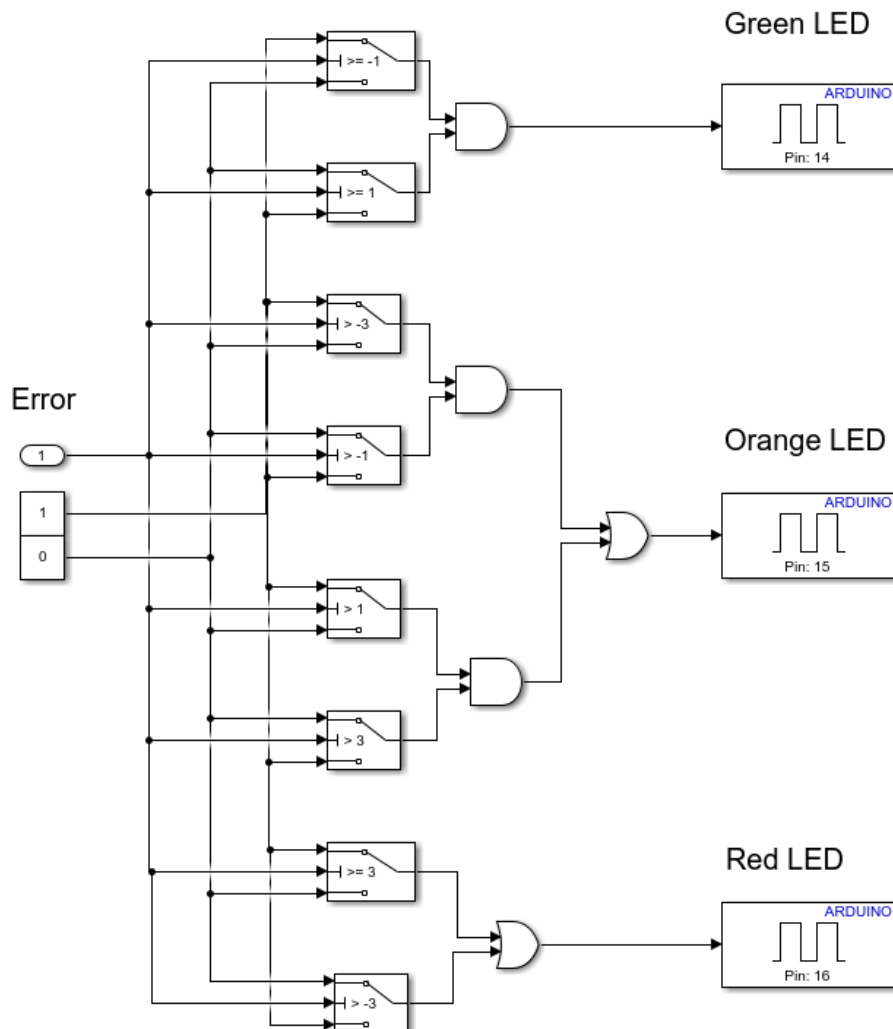 Green LED
ARDUINO
>= -1
Pin: 14
>= 1
> -3
Error
Orange LED
1
> -1
ARDUINO
1
0
Pin: 15
> 1
> 3
Red LED
>= 3
ARDUINO
Pin: 16
> -3